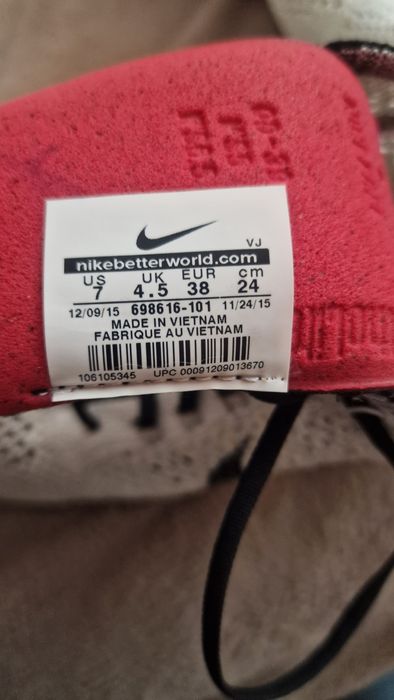 VJ
nikebetterworld.com
US UK EUR cm
7 4.5 38 24
12/09/15 698616-101 11/24/15
MADE IN VIETNAM
FABRIQUE AU VIETNAM
106105345 UPC 00091209013670